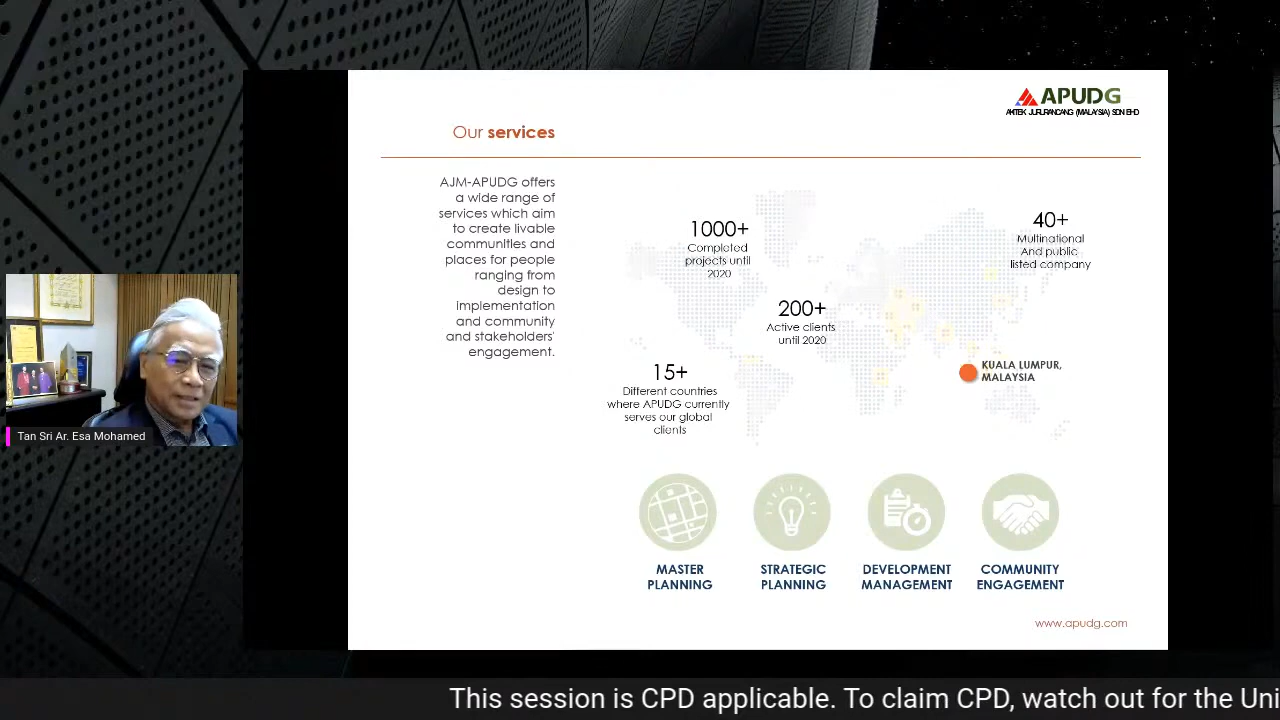 APUDG
AKITEK JURURANCANG (MALAYSIA) SDN BHD
Our services
AJM-APUDG offers
a wide range of
services which aim
to create livable
communities and
places for people
ranging from
design to
implementation
and community
and stakeholders'
engagement.
1000+
Completed
projects until
2020
40+
Multinational
And public
listed company
200+
Active clients
until 2020
15+
Different countries
where APUDG currently
serves our global
clients
KUALA LUMPUR,
MALAYSIA
MASTER
PLANNING
STRATEGIC
PLANNING
DEVELOPMENT
MANAGEMENT
COMMUNITY
ENGAGEMENT
www.apudg.com
Tan Sri Ar. Esa Mohamed
This session is CPD applicable. To claim CPD, watch out for the Uni